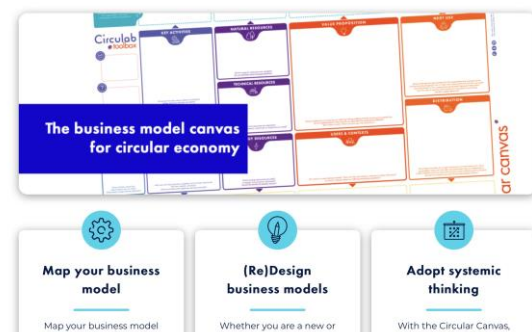 Circulab
toolbox
KEY ACTIVITIES
NATURAL RESOURCES
VALUE PROPOSITION
NEXT USE
TECHNICAL RESOURCES
DISTRIBUTION
RESOURCES
USERS & CONTEXTS
ar canvas
The business model canvas
for circular economy
Map your business
model
(Re)Design
business models
Adopt systemic
thinking
Map your business model
Whether you are a new or
With the Circular Canvas,